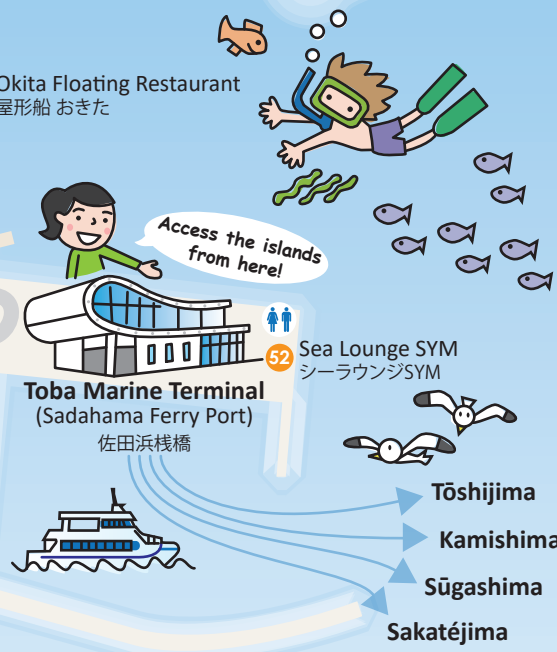 Okita Floating Restaurant
屋形船 おきた
Access the islands
from here!
52
Sea Lounge SYM
シーラウンジSYM
Toba Marine Terminal
(Sadahama Ferry Port)
佐田浜桟橋
Tōshijima
Kamishima
Sūgashima
Sakatéjima